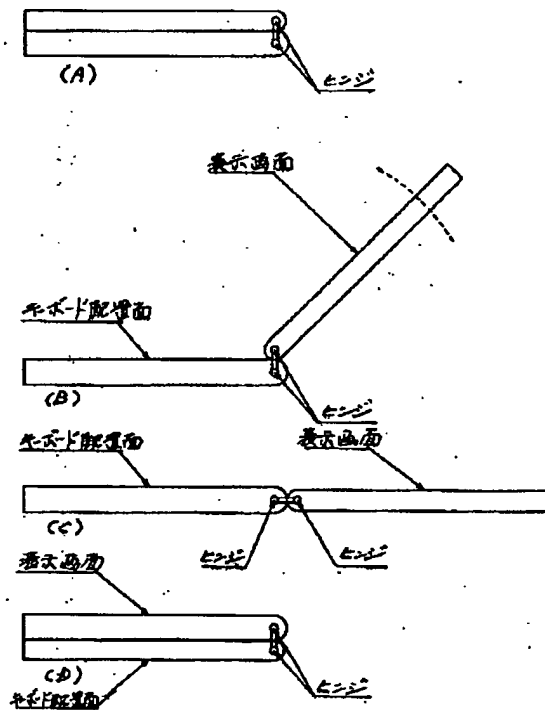 (A)
ヒンジ
表示画面
キーボード配置面
(B)
ヒンジ
キーボード配置面
表示画面
(C)
ヒンジ
ヒンジ
表示画面
(D)
キーボード配置面
ヒンジ